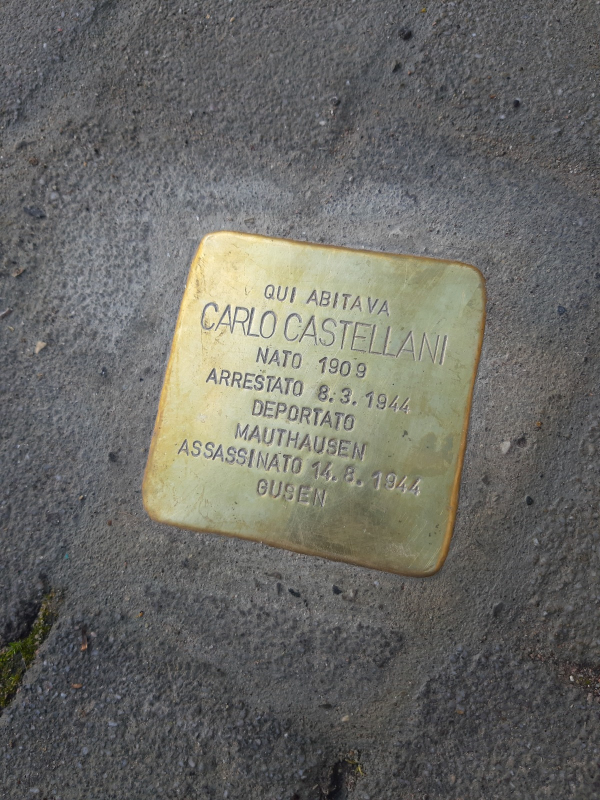 QUI ABITAVA
CARLO CASTELLANI
NATO 1909
ARRESTATO 8.3.1944
DEPORTATO
MAUTHAUSEN
ASSASSINATO 14.8.1944
GUSEN